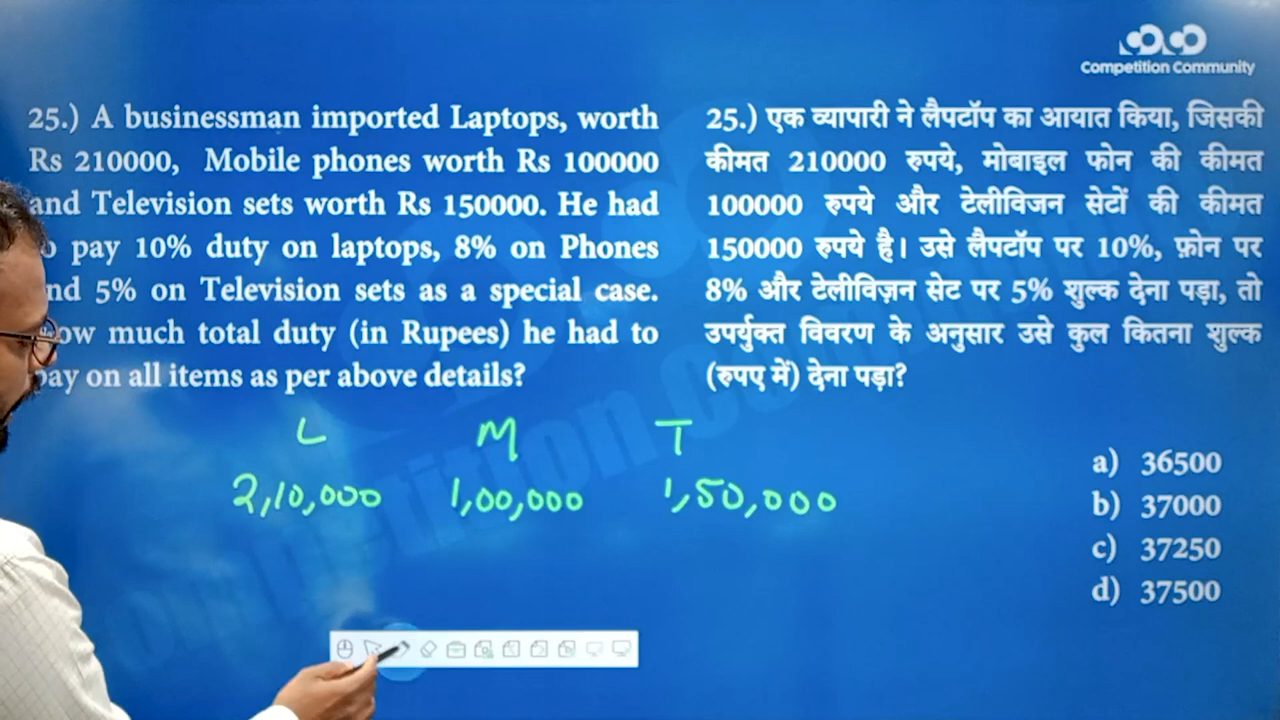 Competition Community
25.) A businessman imported Laptops, worth
Rs 210000, Mobile phones worth Rs 100000
and Television sets worth Rs 150000. He had
pay 10% duty on laptops, 8% on Phones
and 5% on Television sets as a special case.
How much total duty (in Rupees) he had to
pay on all items as per above details?
25.) एक व्यापारी ने लैपटॉप का आयात किया, जिसकी
कीमत 210000 रुपये, मोबाइल फोन की कीमत
100000 रुपये और टेलीविजन सेटों की कीमत
150000 रुपये है। उसे लैपटॉप पर 10%, फ़ोन पर
8% और टेलीविज़न सेट पर 5% शुल्क देना पड़ा, तो
उपर्युक्त विवरण के अनुसार उसे कुल कितना शुल्क
(रुपए में) देना पड़ा?
L M T
2,10,000 1,00,000 1,50,000
a) 36500
b) 37000
c) 37250
d) 37500